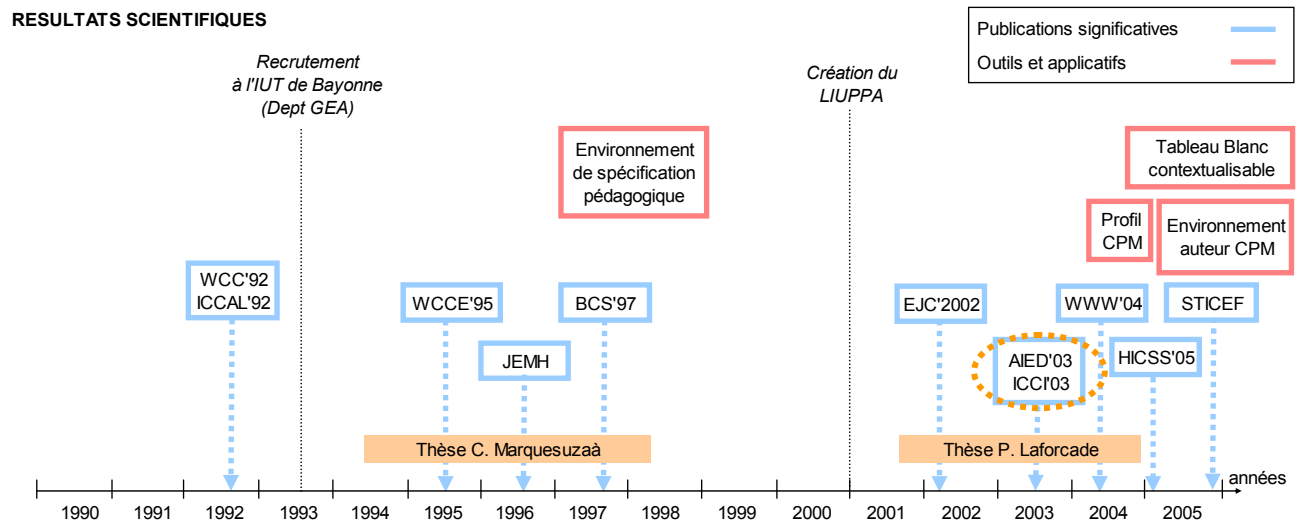 RESULTATS SCIENTIFIQUES
Publications significatives
Outils et applicatifs
Recrutement
à l'IUT de Bayonne
(Dept GEA)
Création du
LIUPPA
Environnement
de spécification
pédagogique
Tableau Blanc
contextualisable
Profil
CPM
Environnement
auteur CPM
WCC'92
ICCAL'92
WCCE'95
BCS'97
EJC'2002
WWW'04
STICEF
JEMH
AIED'03
ICCI'03
HICSS'05
Thèse C. Marquesuzaà
Thèse P. Laforcade
années
1990 1991 1992 1993 1994 1995 1996 1997 1998 1999 2000 2001 2002 2003 2004 2005